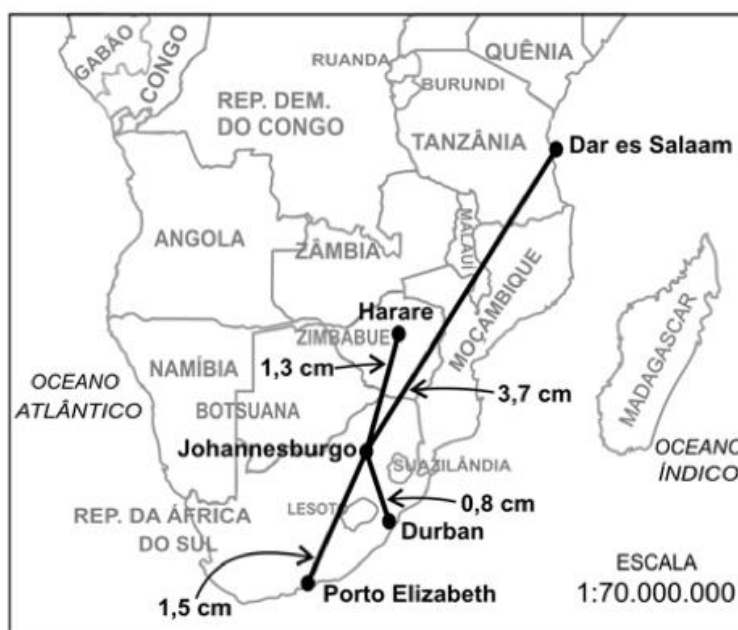 GABÃO
CONGO
RUANDA
QUÊNIA
BURUNDI
REP. DEM.
DO CONGO
TANZÂNIA
Dar es Salaam
ANGOLA
ZÂMBIA
MALAUÍ
MOÇAMBIQUE
MADAGASCAR
Harare
ZIMBÁBUE
NAMÍBIA
1,3 cm
OCEANO
ATLÂNTICO
BOTSUANA
3,7 cm
Johannesburgo
SUAZILÂNDIA
OCEANO
ÍNDICO
0,8 cm
LESOTO
REP. DA ÁFRICA
DO SUL
Durban
ESCALA
1:70.000.000
1,5 cm
Porto Elizabeth